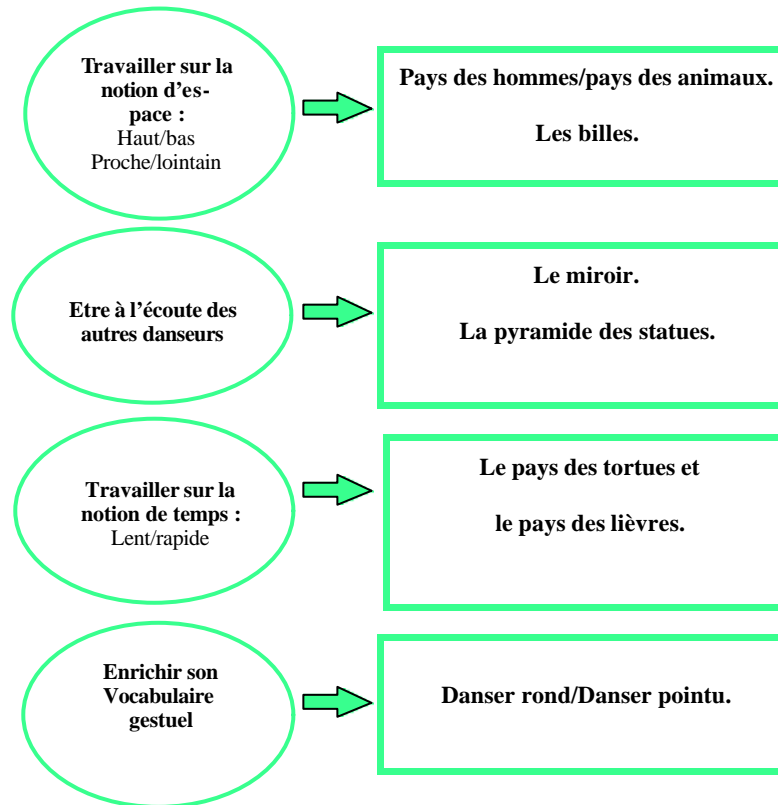 Travailler sur la
notion d'es-
pace :
Haut/bas
Proche/lointain
Pays des hommes/pays des animaux.
Les billes.
Etre à l'écoute des
autres danseurs
Le miroir.
La pyramide des statues.
Travailler sur la
notion de temps :
Lent/rapide
Le pays des tortues et
le pays des lièvres.
Enrichir son
Vocabulaire
gestuel
Danser rond/Danser pointu.